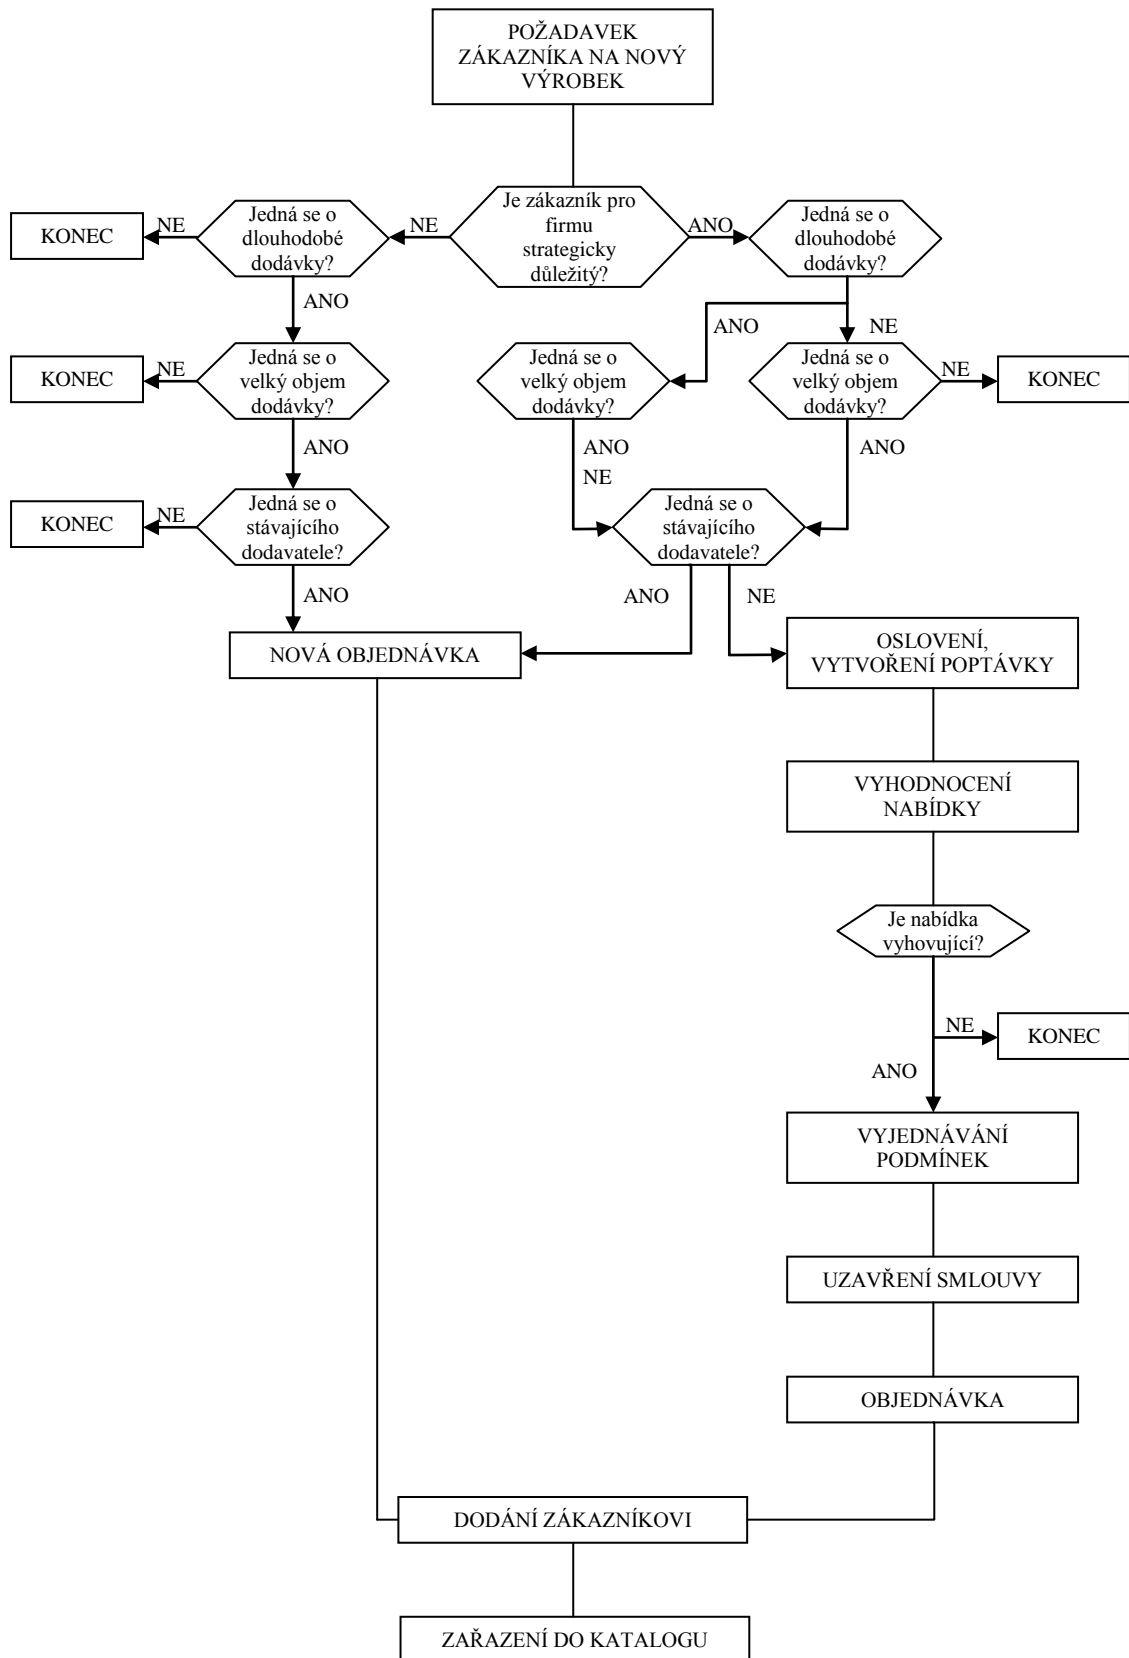 POŽADAVEK
ZÁKAZNÍKA NA NOVÝ
VÝROBEK
KONEC
NE
Jedná se o
dlouhodobé
dodávky?
NE
Je zákazník pro
firmu
strategicky
důležitý?
ANO
Jedná se o
dlouhodobé
dodávky?
ANO
ANO
NE
KONEC
NE
Jedná se o
velký objem
dodávky?
Jedná se o
velký objem
dodávky?
Jedná se o
velký objem
dodávky?
NE
KONEC
ANO
ANO
NE
ANO
KONEC
NE
Jedná se o
stávajícího
dodavatele?
Jedná se o
stávajícího
dodavatele?
ANO
ANO
NE
NOVÁ OBJEDNÁVKA
OSLOVENÍ,
VYTVOŘENÍ POPTÁVKY
VYHODNOCENÍ
NABÍDKY
Je nabídka
vyhovující?
NE
KONEC
ANO
VYJEDNÁVÁNÍ
PODMÍNEK
UZAVŘENÍ SMLOUVY
OBJEDNÁVKA
DODÁNÍ ZÁKAZNÍKOVI
ZAŘAZENÍ DO KATALOGU